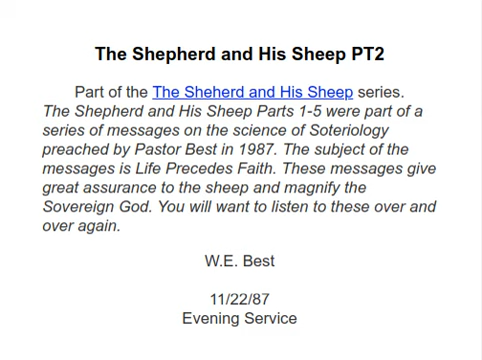 The Shepherd and His Sheep PT2
Part of the The Sheherd and His Sheep series.
The Shepherd and His Sheep Parts 1-5 were part of a
series of messages on the science of Soteriology
preached by Pastor Best in 1987. The subject of the
messages is Life Precedes Faith. These messages give
great assurance to the sheep and magnify the
Sovereign God. You will want to listen to these over and
over again.
W.E. Best
11/22/87
Evening Service